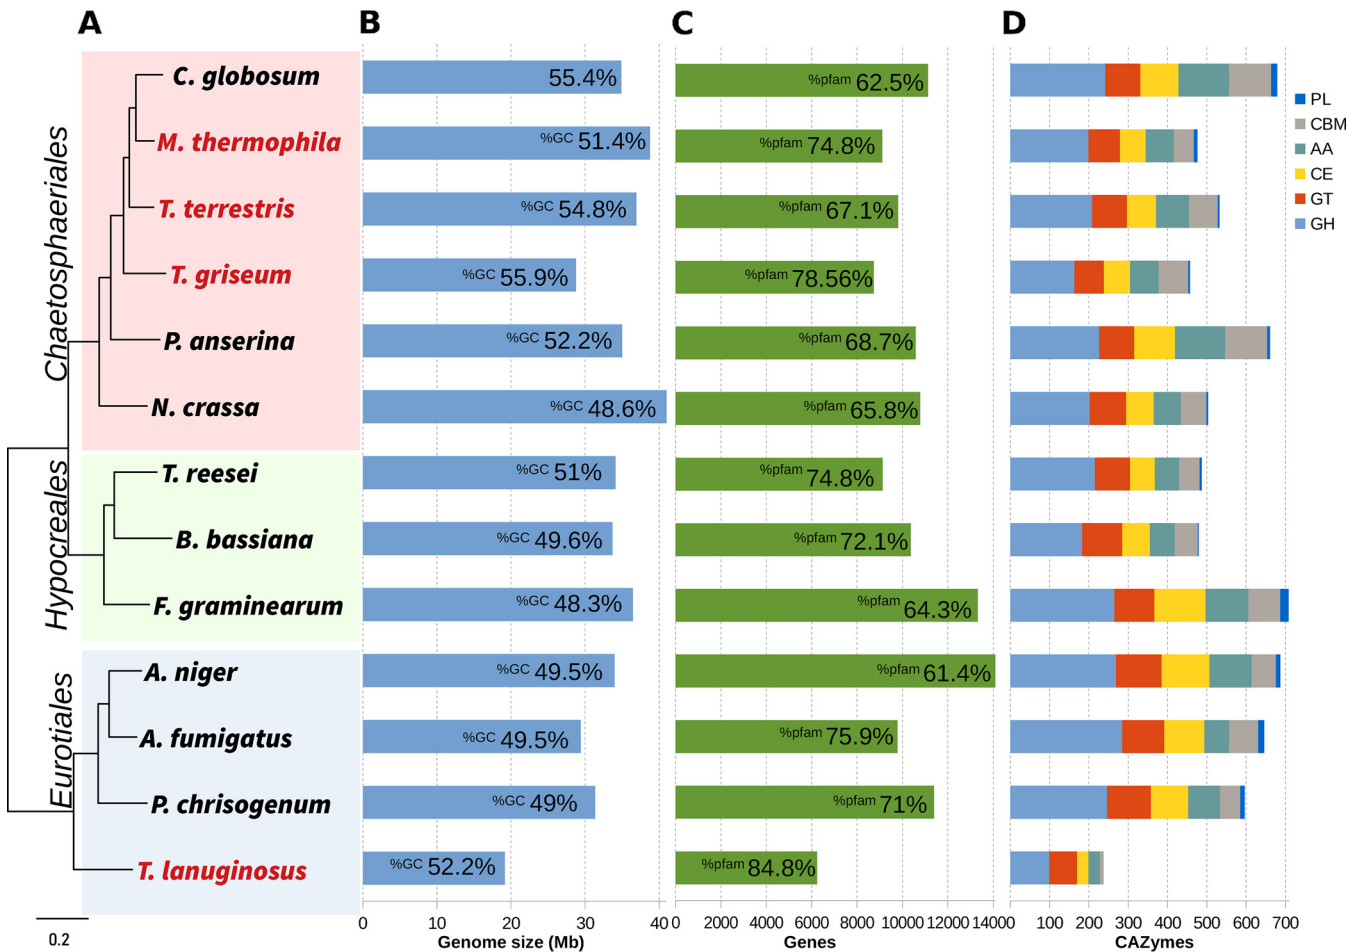 A B C D
Chaetosphaeriales
Hypocreales
Eurotiales
C. globosum 55.4% %pfam 62.5%
M. thermophila %GC 51.4% %pfam 74.8%
T. terrestris %GC 54.8% %pfam 67.1%
T. griseum %GC 55.9% %pfam 78.56%
P. anserina %GC 52.2% %pfam 68.7%
N. crassa %GC 48.6% %pfam 65.8%
T. reesei %GC 51% %pfam 74.8%
B. bassiana %GC 49.6% %pfam 72.1%
F. graminearum %GC 48.3% %pfam 64.3%
A. niger %GC 49.5% %pfam 61.4%
A. fumigatus %GC 49.5% %pfam 75.9%
P. chrisogenum %GC 49% %pfam 71%
T. lanuginosus %GC 52.2% %pfam 84.8%
PL
CBM
AA
CE
GT
GH
0 10 20 30 40 0 2000 4000 6000 8000 10000 12000 14000 0 100 200 300 400 500 600 700
0.2 Genome size (Mb) Genes CAZymes